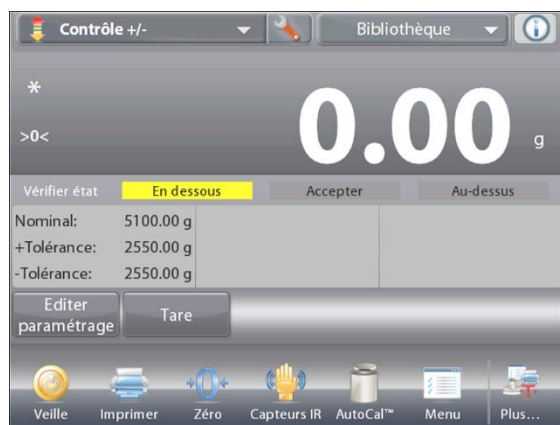 Contrôle +/- Bibliothèque
*
>0< 0.00 g
Vérifier état En dessous Accepter Au-dessus
Nominal: 5100.00 g
+Tolérance: 2550.00 g
-Tolérance: 2550.00 g
Editer paramétrage Tare
Veille Imprimer Zéro Capteurs IR AutoCal™ Menu Plus...